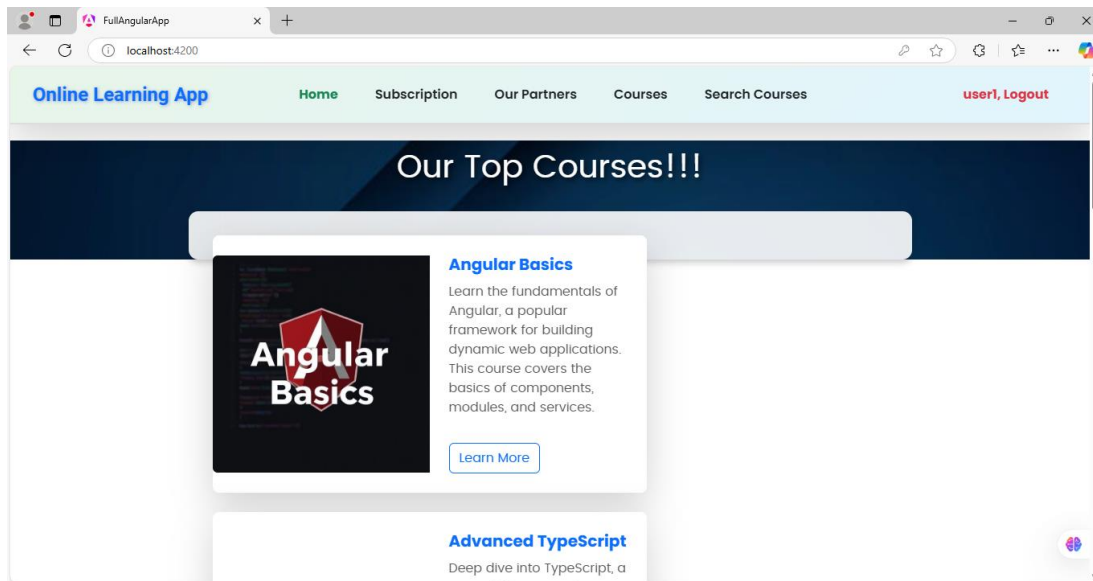 FullAngularApp
localhost:4200
Online Learning App
Home Subscription Our Partners Courses Search Courses
user1, Logout
Our Top Courses!!!
Angular
Basics
Angular Basics
Learn the fundamentals of
Angular, a popular
framework for building
dynamic web applications.
This course covers the
basics of components,
modules, and services.
Learn More
Advanced TypeScript
Deep dive into TypeScript, a